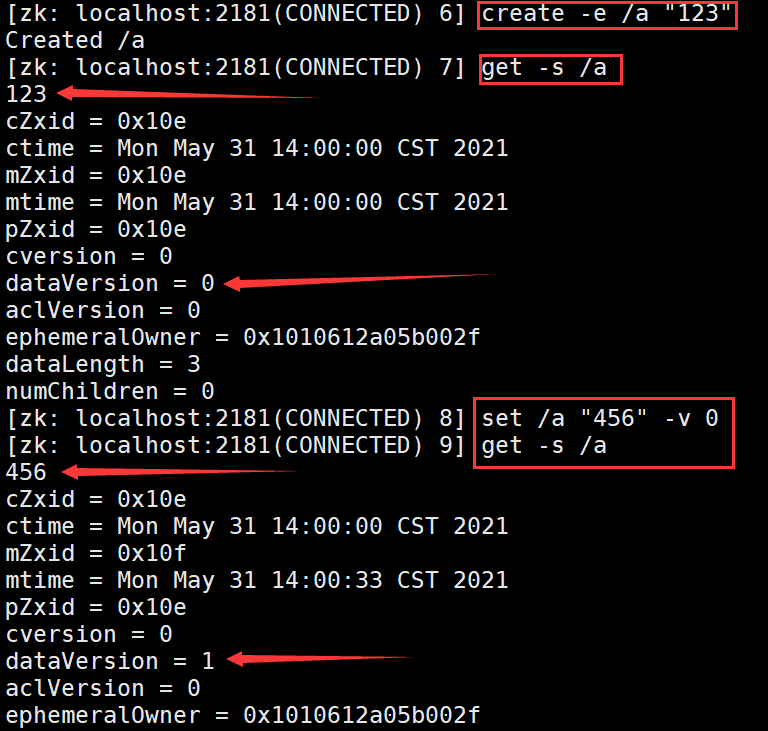 [zk: localhost:2181(CONNECTED) 6] create -e /a "123"
Created /a
[zk: localhost:2181(CONNECTED) 7] get -s /a
123
cZxid = 0x10e
ctime = Mon May 31 14:00:00 CST 2021
mZxid = 0x10e
mtime = Mon May 31 14:00:00 CST 2021
pZxid = 0x10e
cversion = 0
dataVersion = 0
aclVersion = 0
ephemeralOwner = 0x1010612a05b002f
dataLength = 3
numChildren = 0
[zk: localhost:2181(CONNECTED) 8] set /a "456" -v 0
[zk: localhost:2181(CONNECTED) 9] get -s /a
456
cZxid = 0x10e
ctime = Mon May 31 14:00:00 CST 2021
mZxid = 0x10f
mtime = Mon May 31 14:00:33 CST 2021
pZxid = 0x10e
cversion = 0
dataVersion = 1
aclVersion = 0
ephemeralOwner = 0x1010612a05b002f